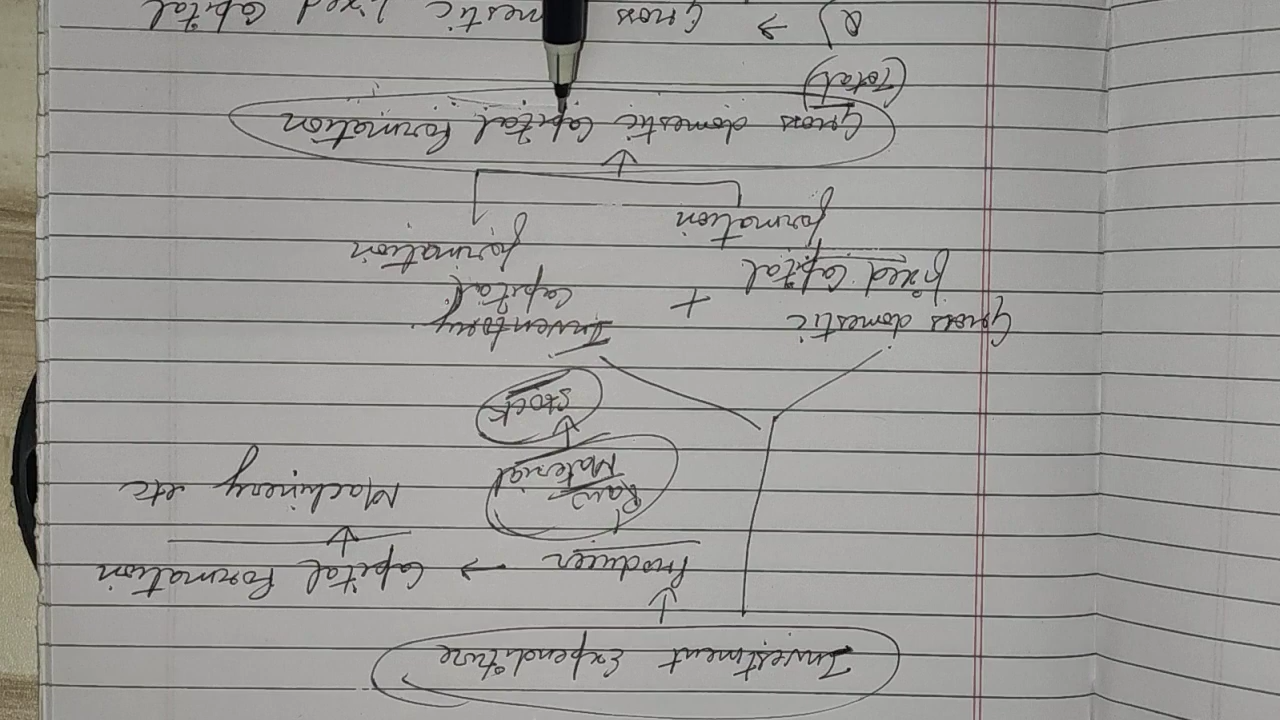 Investment Expenditure
↓
Producer → Capital Formation
↓
Raw Material
Machinery etc
↓
Stock
Gross domestic fixed Capital formation
+
Inventory Capital formation
↓
Gross domestic Capital Formation
(Total)
Q) → Gross
fixed Capital